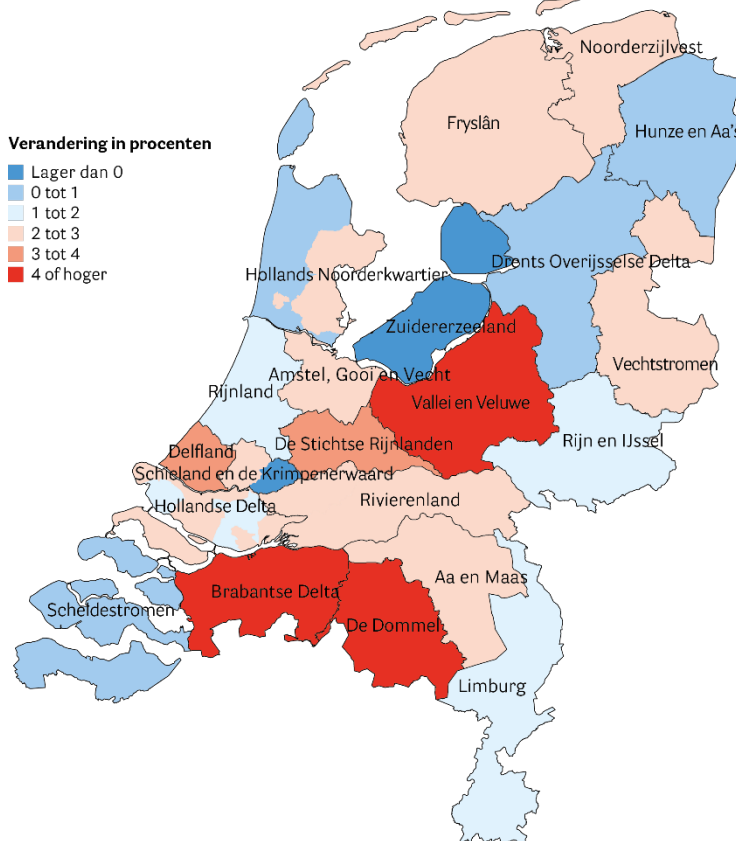 Noorderzijlvest
Fryslân
Hunze en Aa's
Verandering in procenten
Lager dan 0
0 tot 1
1 tot 2
2 tot 3
3 tot 4
4 of hoger
Drents Overijsselse Delta
Hollands Noorderkwartier
Zuidererzeeland
Vechtstromen
Amstel, Gooi en Vecht
Rijnland
Vallei en Veluwe
Rijn en IJssel
De Stichtse Rijnlanden
Delfland
Schieland en de Krimpenerwaard
Rivierenland
Hollandse Delta
Aa en Maas
Brabantse Delta
Scheldestromen
De Dommel
Limburg